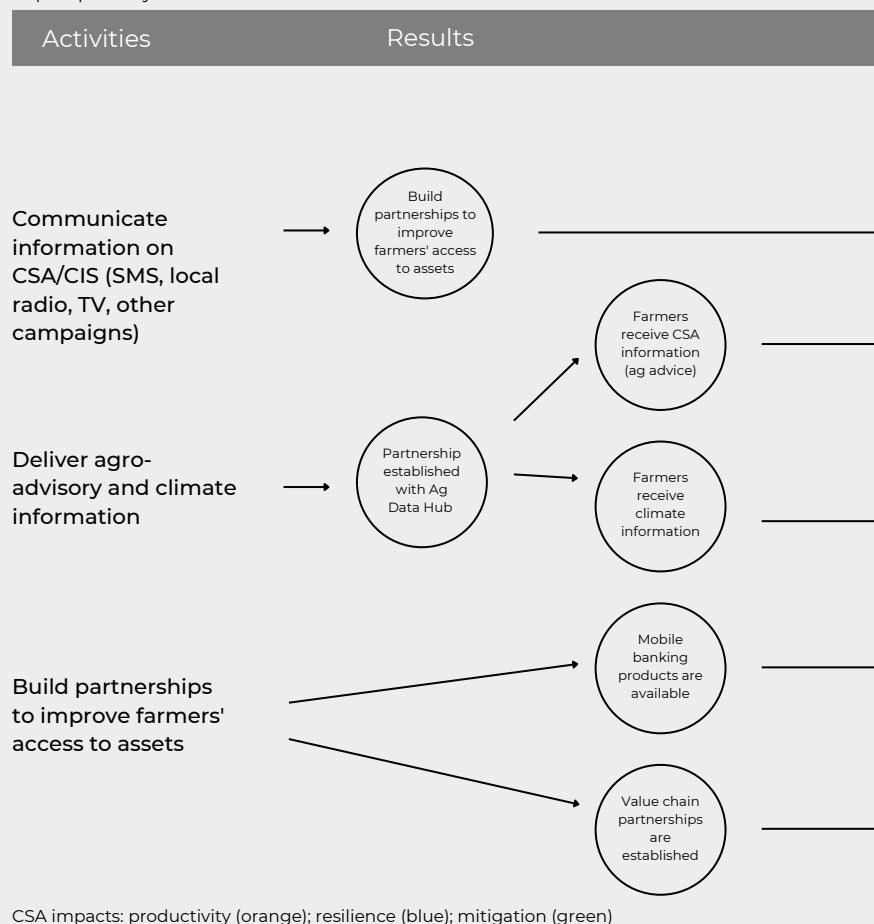 Activities
Results
Communicate
information on
CSA/CIS (SMS, local
radio, TV, other
campaigns)
Build
partnerships to
improve
farmers' access
to assets
Farmers
receive CSA
information
(ag advice)
Deliver agro-
advisory and climate
information
Partnership
established
with Ag
Data Hub
Farmers
receive
climate
information
Build partnerships
to improve farmers'
access to assets
Mobile
banking
products are
available
Value chain
partnerships
are
established
CSA impacts: productivity (orange); resilience (blue); mitigation (green)